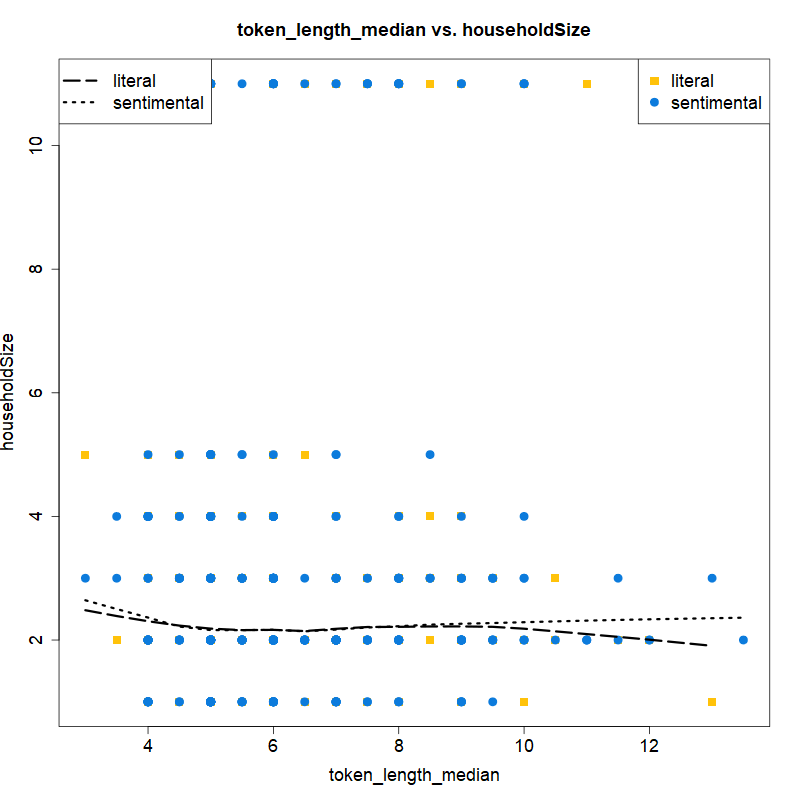 token_length_median vs. householdSize
literal
sentimental
literal
sentimental
householdSize
10
8
6
4
2
4
6
8
10
12
token_length_median